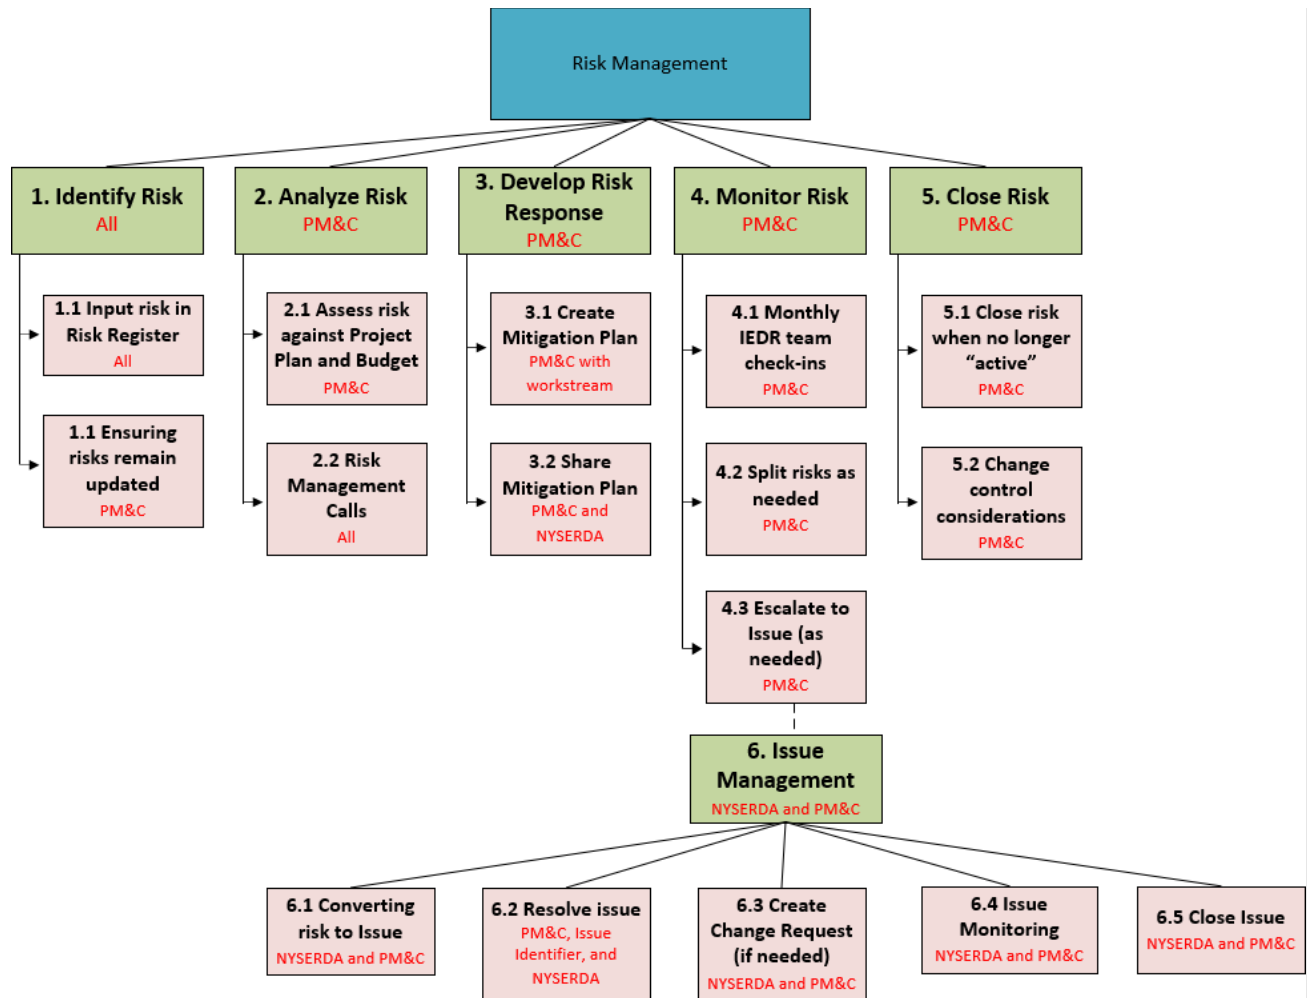 Risk Management
1. Identify Risk
All
2. Analyze Risk
PM&C
3. Develop Risk
Response
PM&C
4. Monitor Risk
PM&C
5. Close Risk
PM&C
1.1 Input risk in
Risk Register
All
1.1 Ensuring
risks remain
updated
PM&C
2.1 Assess risk
against Project
Plan and Budget
PM&C
2.2 Risk
Management
Calls
All
3.1 Create
Mitigation Plan
PM&C with
workstream
3.2 Share
Mitigation Plan
PM&C and
NYSERDA
4.1 Monthly
IEDR team
check-ins
PM&C
4.2 Split risks as
needed
PM&C
4.3 Escalate to
Issue (as
needed)
PM&C
5.1 Close risk
when no longer
“active”
PM&C
5.2 Change
control
considerations
PM&C
6. Issue
Management
NYSERDA and PM&C
6.1 Converting
risk to Issue
NYSERDA and PM&C
6.2 Resolve issue
PM&C, Issue
Identifier, and
NYSERDA
6.3 Create
Change Request
(if needed)
NYSERDA and PM&C
6.4 Issue
Monitoring
NYSERDA and PM&C
6.5 Close Issue
NYSERDA and PM&C